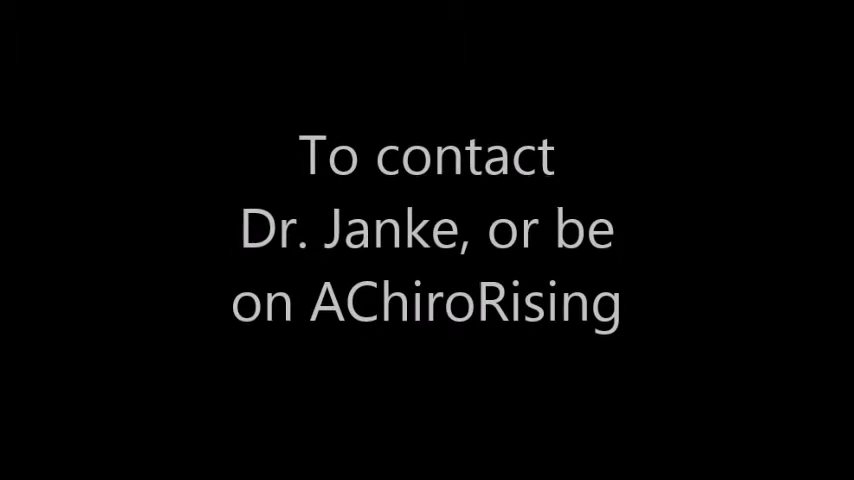 To contact
Dr. Janke, or be
on AChiroRising